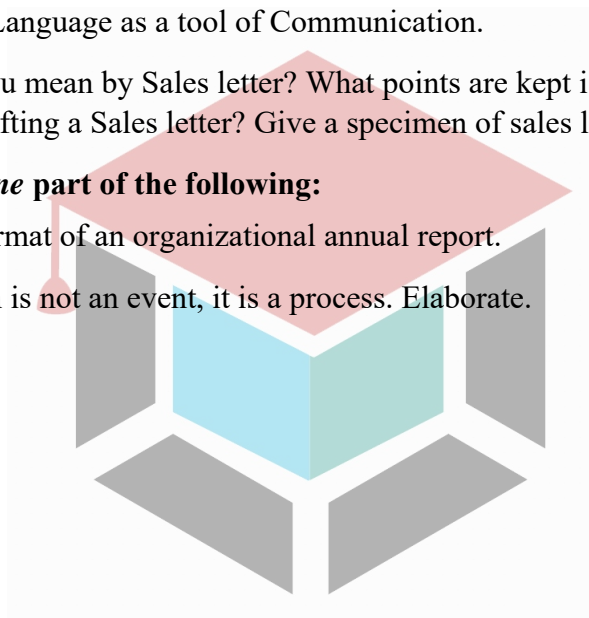 Language as a tool of Communication.
u mean by Sales letter? What points are kept i
fting a Sales letter? Give a specimen of sales l
ne part of the following:
rmat of an organizational annual report.
is not an event, it is a process. Elaborate.